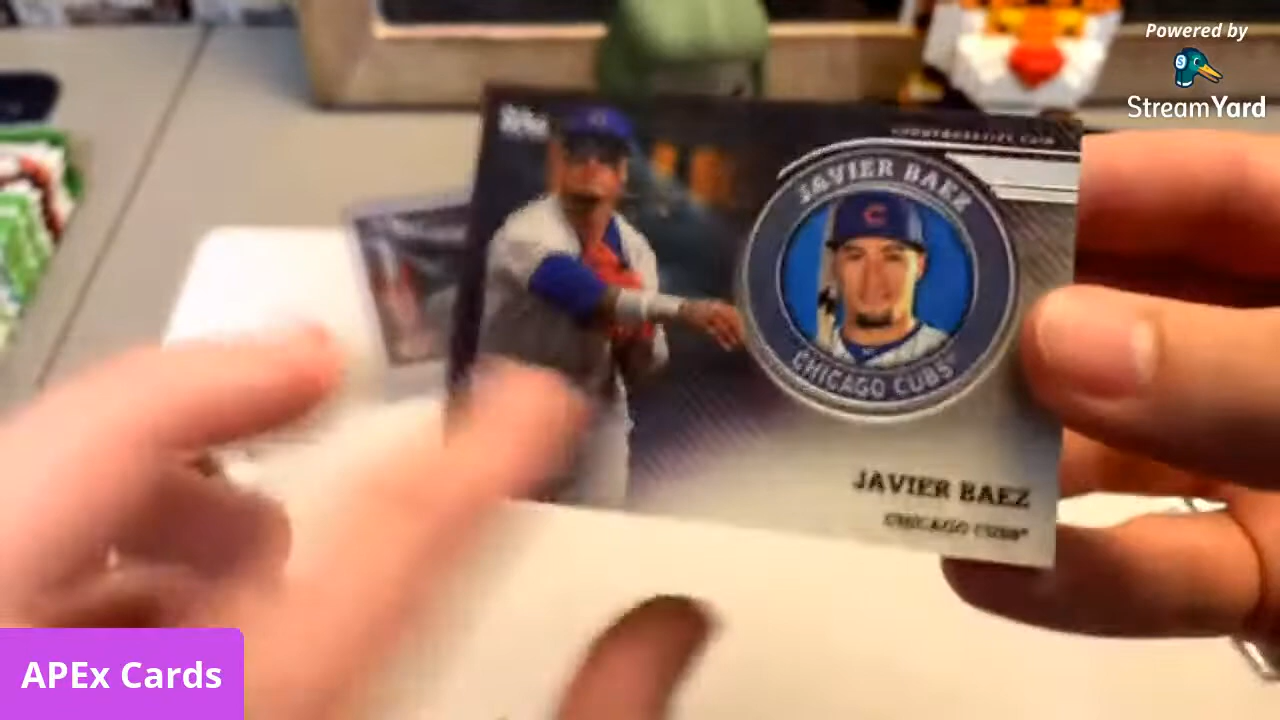 Powered by
StreamYard
JAVIER BAEZ
CHICAGO CUBS
JAVIER BAEZ
CHICAGO CUBS
APEx Cards